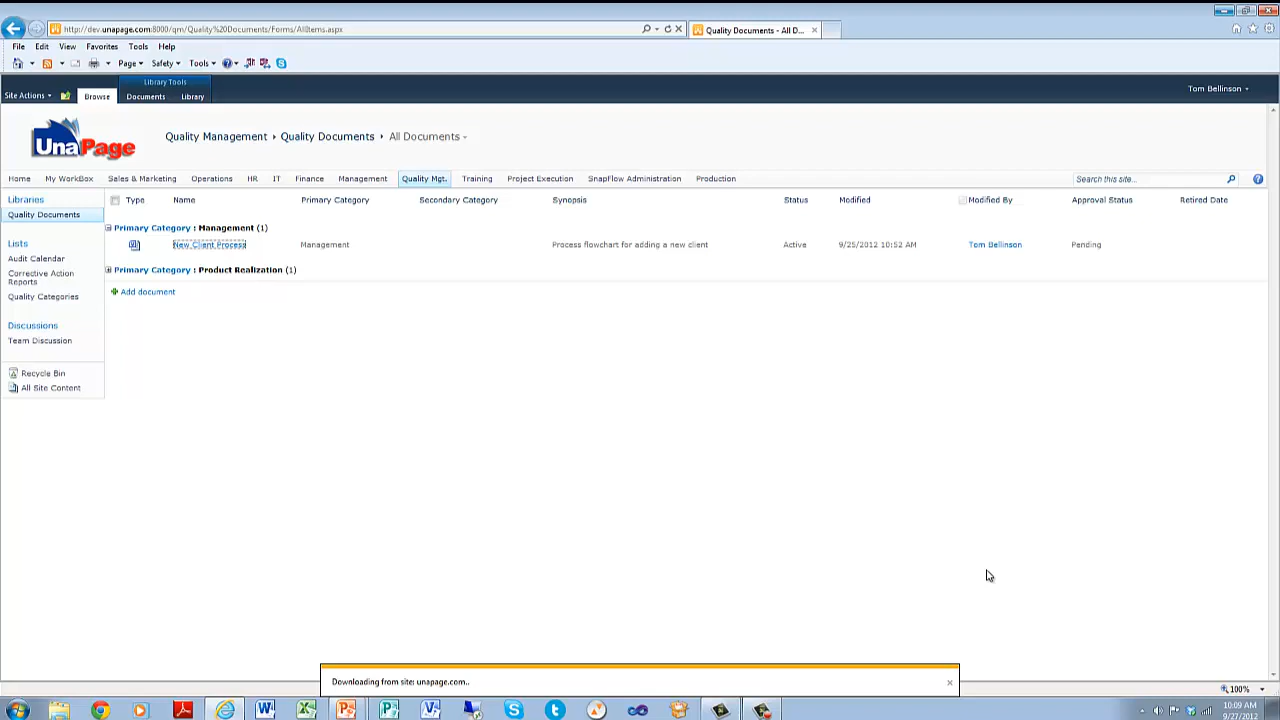 http://dev.unapage.com:8000/qm/Quality%20Documents/Forms/AllItems.aspx
Quality Documents - All D...
File Edit View Favorites Tools Help
Page Safety Tools
Library Tools
Site Actions Browse Documents Library Tom Bellinson
UnaPage
Quality Management Quality Documents All Documents
Home My WorkBox Sales & Marketing Operations HR IT Finance Management Quality Mgt. Training Project Execution SnapFlow Administration Production Search this site...
Libraries
Quality Documents
Lists
Audit Calendar
Corrective Action
Reports
Quality Categories
Discussions
Team Discussion
Recycle Bin
All Site Content
Type Name Primary Category Secondary Category Synopsis Status Modified Modified By Approval Status Retired Date
Primary Category : Management (1)
New Client Process Management Process flowchart for adding a new client Active 9/25/2012 10:52 AM Tom Bellinson Pending
Primary Category : Product Realization (1)
Add document
Downloading from site: unapage.com..
100%
10:09 AM
9/27/2012